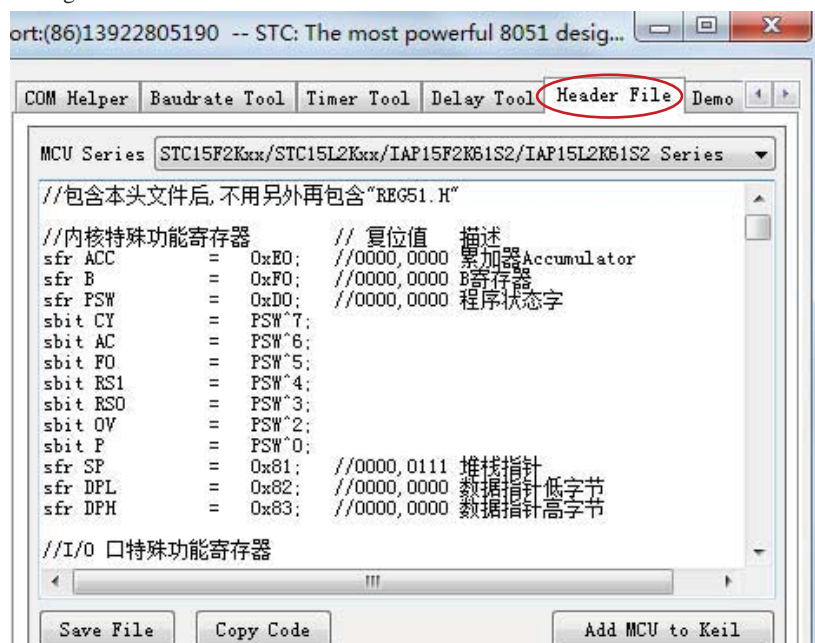 ort:(86)13922805190 -- STC: The most powerful 8051 desig...
COM Helper Baudrate Tool Timer Tool Delay Tool Header File Demo
MCU Series STC15F2Kxx/STC15L2Kxx/IAP15F2K61S2/IAP15L2K61S2 Series
//包含本头文件后,不用另外再包含"REG51.H"
//内核特殊功能寄存器 // 复位值 描述
sfr ACC = 0xE0; //0000,0000 累加器Accumulator
sfr B = 0xF0; //0000,0000 B寄存器
sfr PSW = 0xD0; //0000,0000 程序状态字
sbit CY = PSW^7;
sbit AC = PSW^6;
sbit F0 = PSW^5;
sbit RS1 = PSW^4;
sbit RS0 = PSW^3;
sbit OV = PSW^2;
sbit P = PSW^0;
sfr SP = 0x81; //0000,0111 堆栈指针
sfr DPL = 0x82; //0000,0000 数据指针低字节
sfr DPH = 0x83; //0000,0000 数据指针高字节
//I/O 口特殊功能寄存器
Save File Copy Code Add MCU to Keil